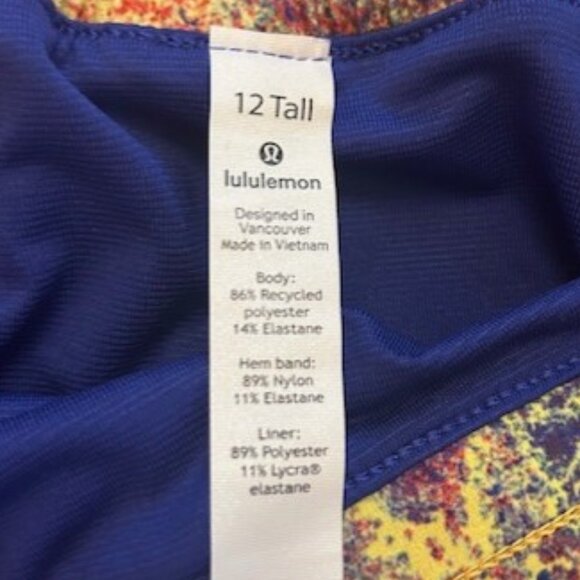 12 Tall
lululemon
Designed in
Vancouver
Made in Vietnam
Body:
86% Recycled
polyester
14% Elastane
Hem band:
89% Nylon
11% Elastane
Liner:
89% Polyester
11% Lycra®
elastane